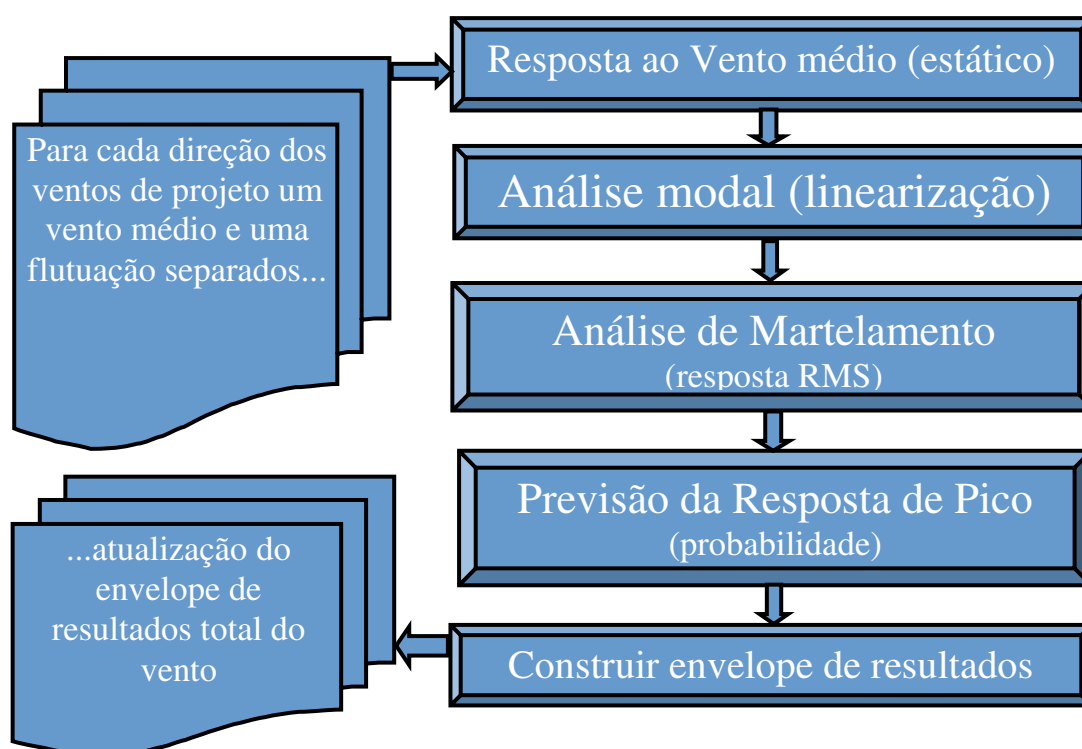 Para cada direção dos
ventos de projeto um
vento médio e uma
flutuação separados...
Resposta ao Vento médio (estático)
Análise modal (linearização)
Análise de Martelamento
(resposta RMS)
Previsão da Resposta de Pico
(probabilidade)
Construir envelope de resultados
...atualização do
envelope de
resultados total do
vento